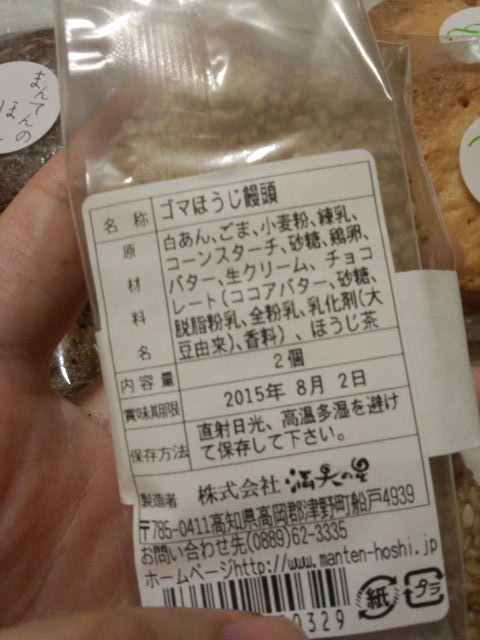 まんてんの
ほ
名称 ゴマほうじ饅頭
原材料名 白あん、ごま、小麦粉、練乳、
コーンスターチ、砂糖、鶏卵、
バター、生クリーム、チョコ
レート(ココアバター、砂糖、
脱脂粉乳、全粉乳、乳化剤(大
豆由来)、香料)、ほうじ茶
内容量 2個
賞味期限 2015年 8月 2日
保存方法 直射日光、高温多湿を避け
て保存して下さい。
製造者 株式会社 満天の星
〒785-0411高知県高岡郡津野町船戸4939
お問い合わせ先(0889)62-3335
ホームページhttp://www.manten-hoshi.jp
0329
紙
プラ